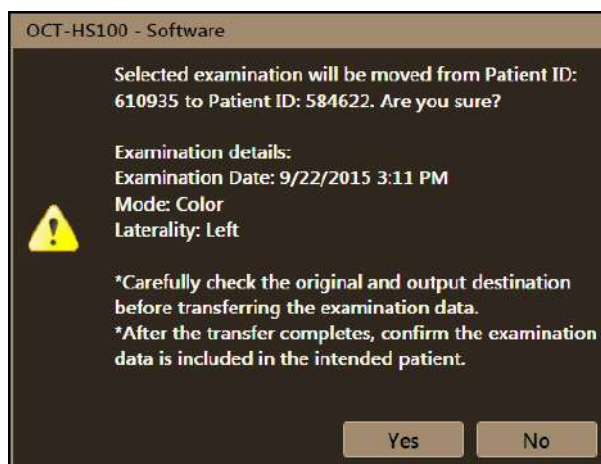 OCT-HS100 - Software
Selected examination will be moved from Patient ID:
610935 to Patient ID: 584622. Are you sure?
Examination details:
Examination Date: 9/22/2015 3:11 PM
Mode: Color
Laterality: Left
*Carefully check the original and output destination
before transferring the examination data.
*After the transfer completes, confirm the examination
data is included in the intended patient.
Yes
No